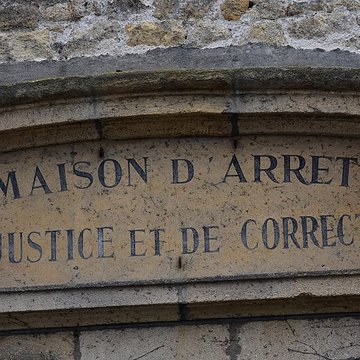 MAISON D'ARRET
JUSTICE ET DE CORREC